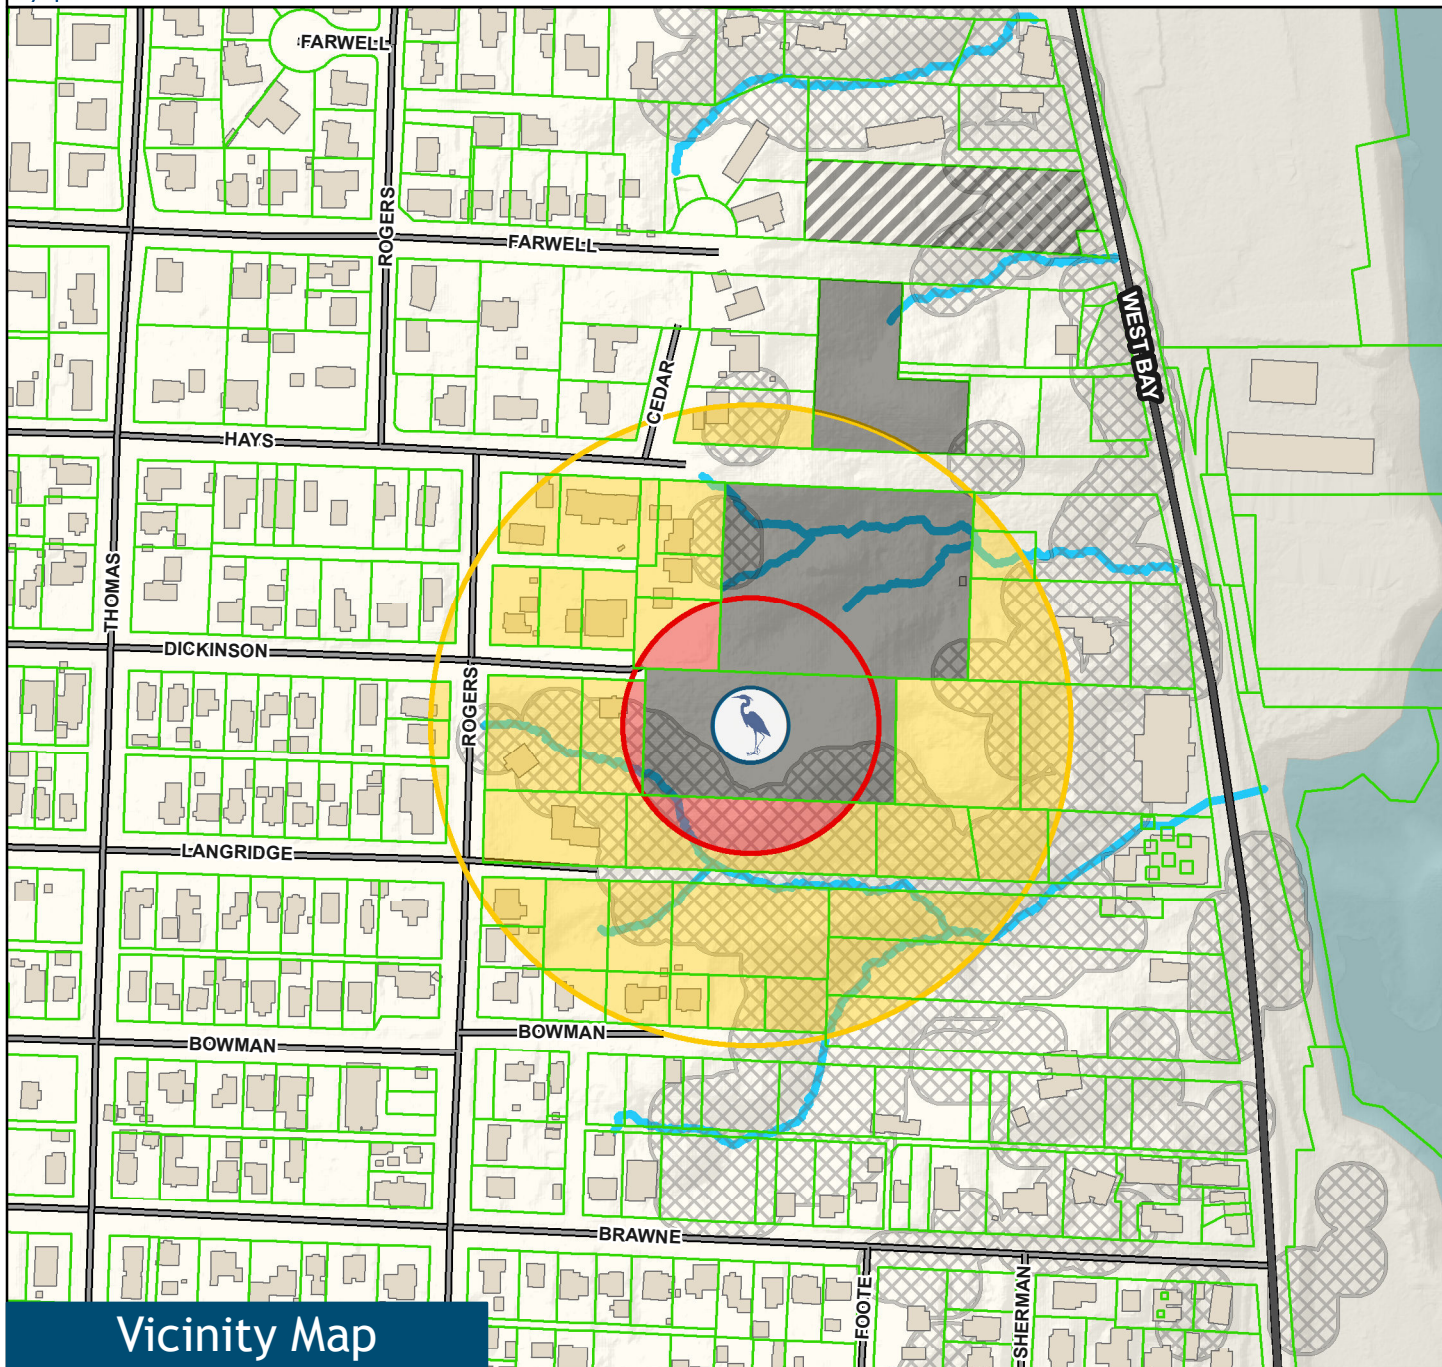 FARWELL
ROGERS
FARWELL
WEST BAY
CEDAR
HAYS
THOMAS
DICKINSON
ROGERS
LANGRIDGE
BOWMAN
BOWMAN
BRAWNE
FOOTE
SHERMAN
Vicinity Map